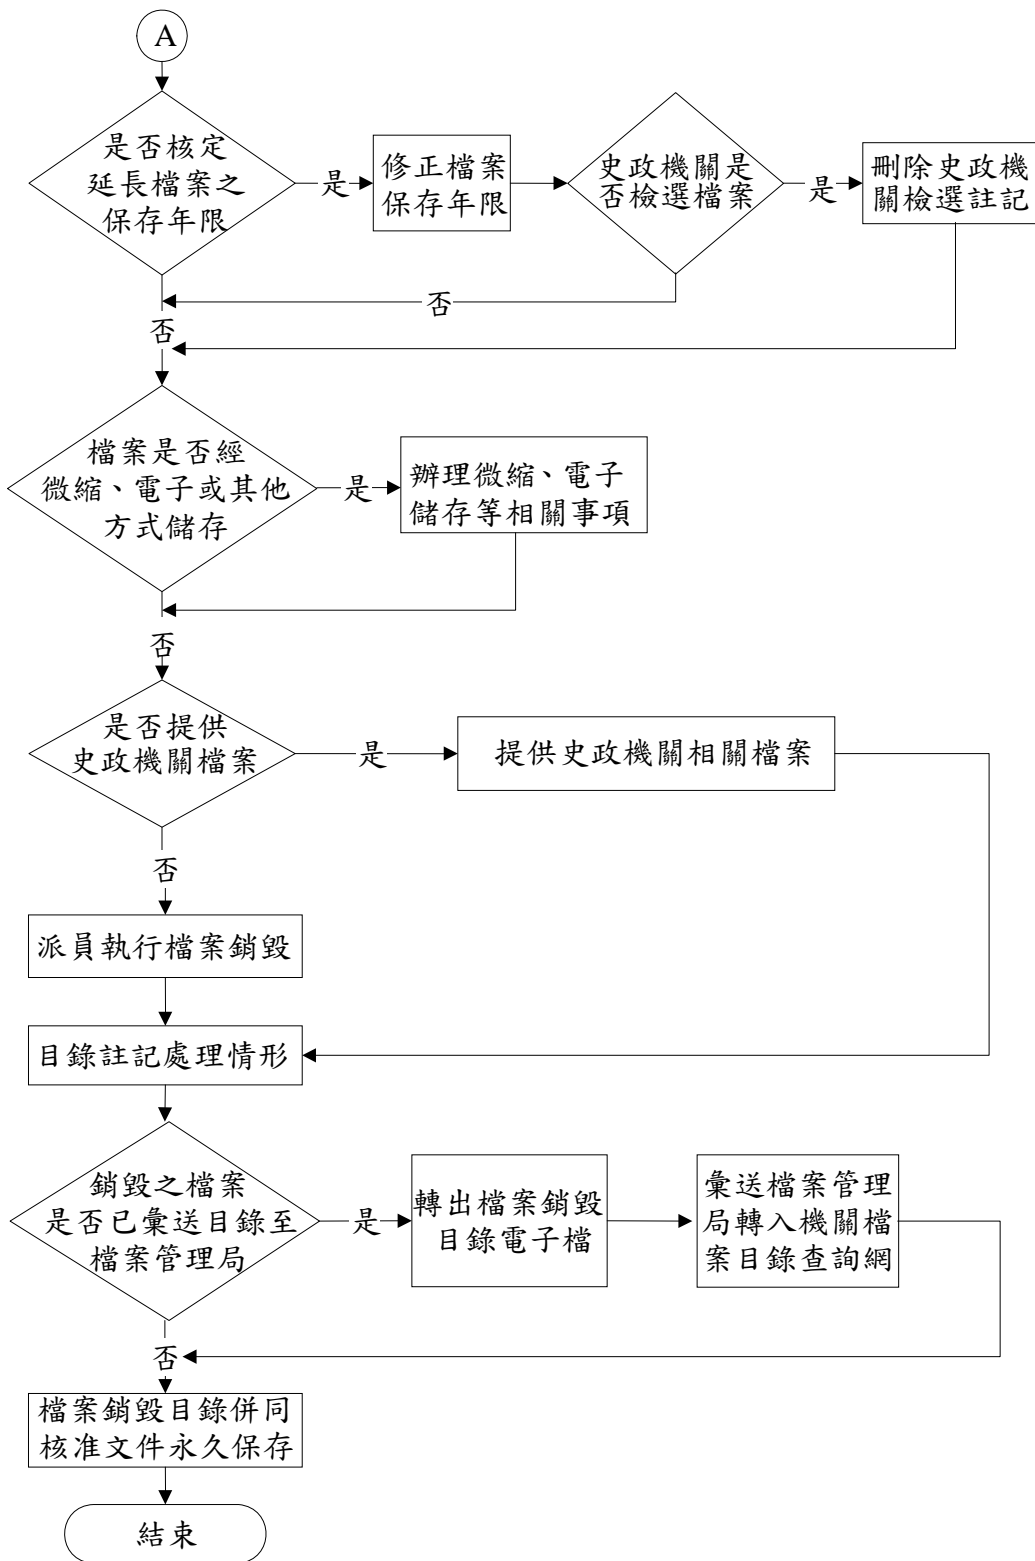 A
是否核定
延長檔案之
保存年限
是
修正檔案
保存年限
史政機關是
否檢選檔案
是
刪除史政機
關檢選註記
否
否
檔案是否經
微縮、電子或其他
方式儲存
是
辦理微縮、電子
儲存等相關事項
否
是否提供
史政機關檔案
是
提供史政機關相關檔案
否
派員執行檔案銷毀
目錄註記處理情形
銷毀之檔案
是否已彙送目錄至
檔案管理局
是
轉出檔案銷毀
目錄電子檔
彙送檔案管理
局轉入機關檔
案目錄查詢網
否
檔案銷毀目錄併同
核准文件永久保存
結束